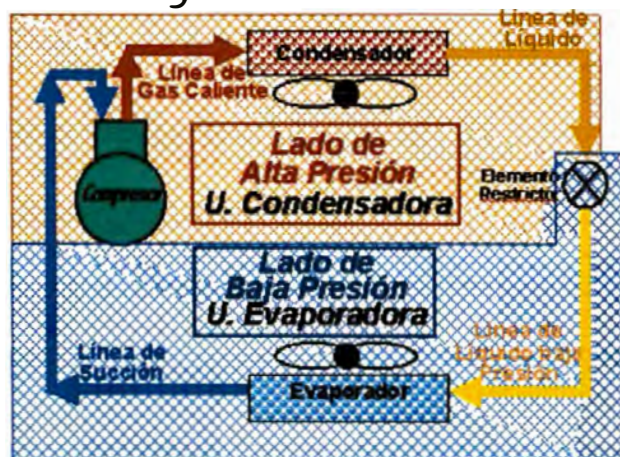 Línea de
Líquido
Condensador
Línea de
Gas Caliente
Lado de
Alta Presión
U. Condensadora
Compresor
Elemento
Restrictor
Lado de
Baja Presión
U. Evaporadora
Línea de
Succión
Línea de
Líquido Baja
Presión
Evaporador